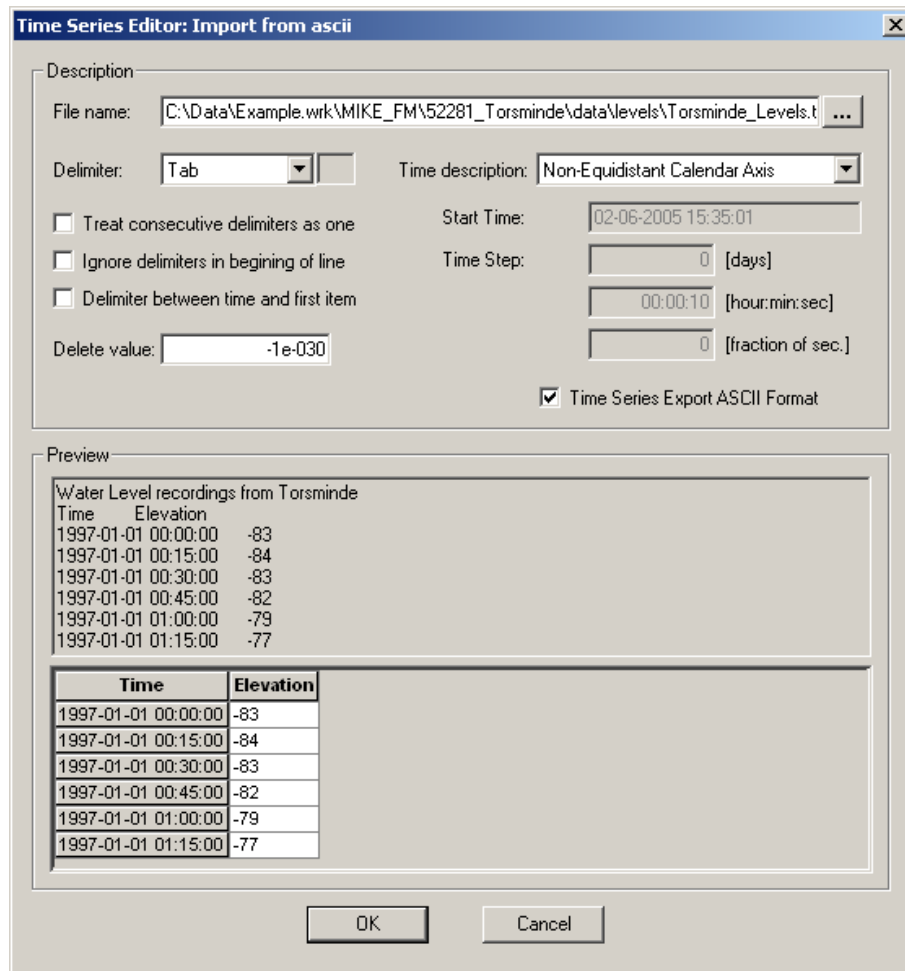 Time Series Editor: Import from ascii
Description
File name: C:\Data\Example.wrk\MIKE_FM\52281_Torsminde\data\levels\Torsminde_Levels.t ...
Delimiter: Tab Time description: Non-Equidistant Calendar Axis
Treat consecutive delimiters as one Start Time: 02-06-2005 15:35:01
Ignore delimiters in begining of line Time Step: 0 [days]
Delimiter between time and first item 00:00:10 [hour:min:sec]
Delete value: -1e-030 0 [fraction of sec.]
Time Series Export ASCII Format
Preview
Water Level recordings from Torsminde
Time Elevation
1997-01-01 00:00:00 -83
1997-01-01 00:15:00 -84
1997-01-01 00:30:00 -83
1997-01-01 00:45:00 -82
1997-01-01 01:00:00 -79
1997-01-01 01:15:00 -77
Time Elevation
1997-01-01 00:00:00 -83
1997-01-01 00:15:00 -84
1997-01-01 00:30:00 -83
1997-01-01 00:45:00 -82
1997-01-01 01:00:00 -79
1997-01-01 01:15:00 -77
OK Cancel